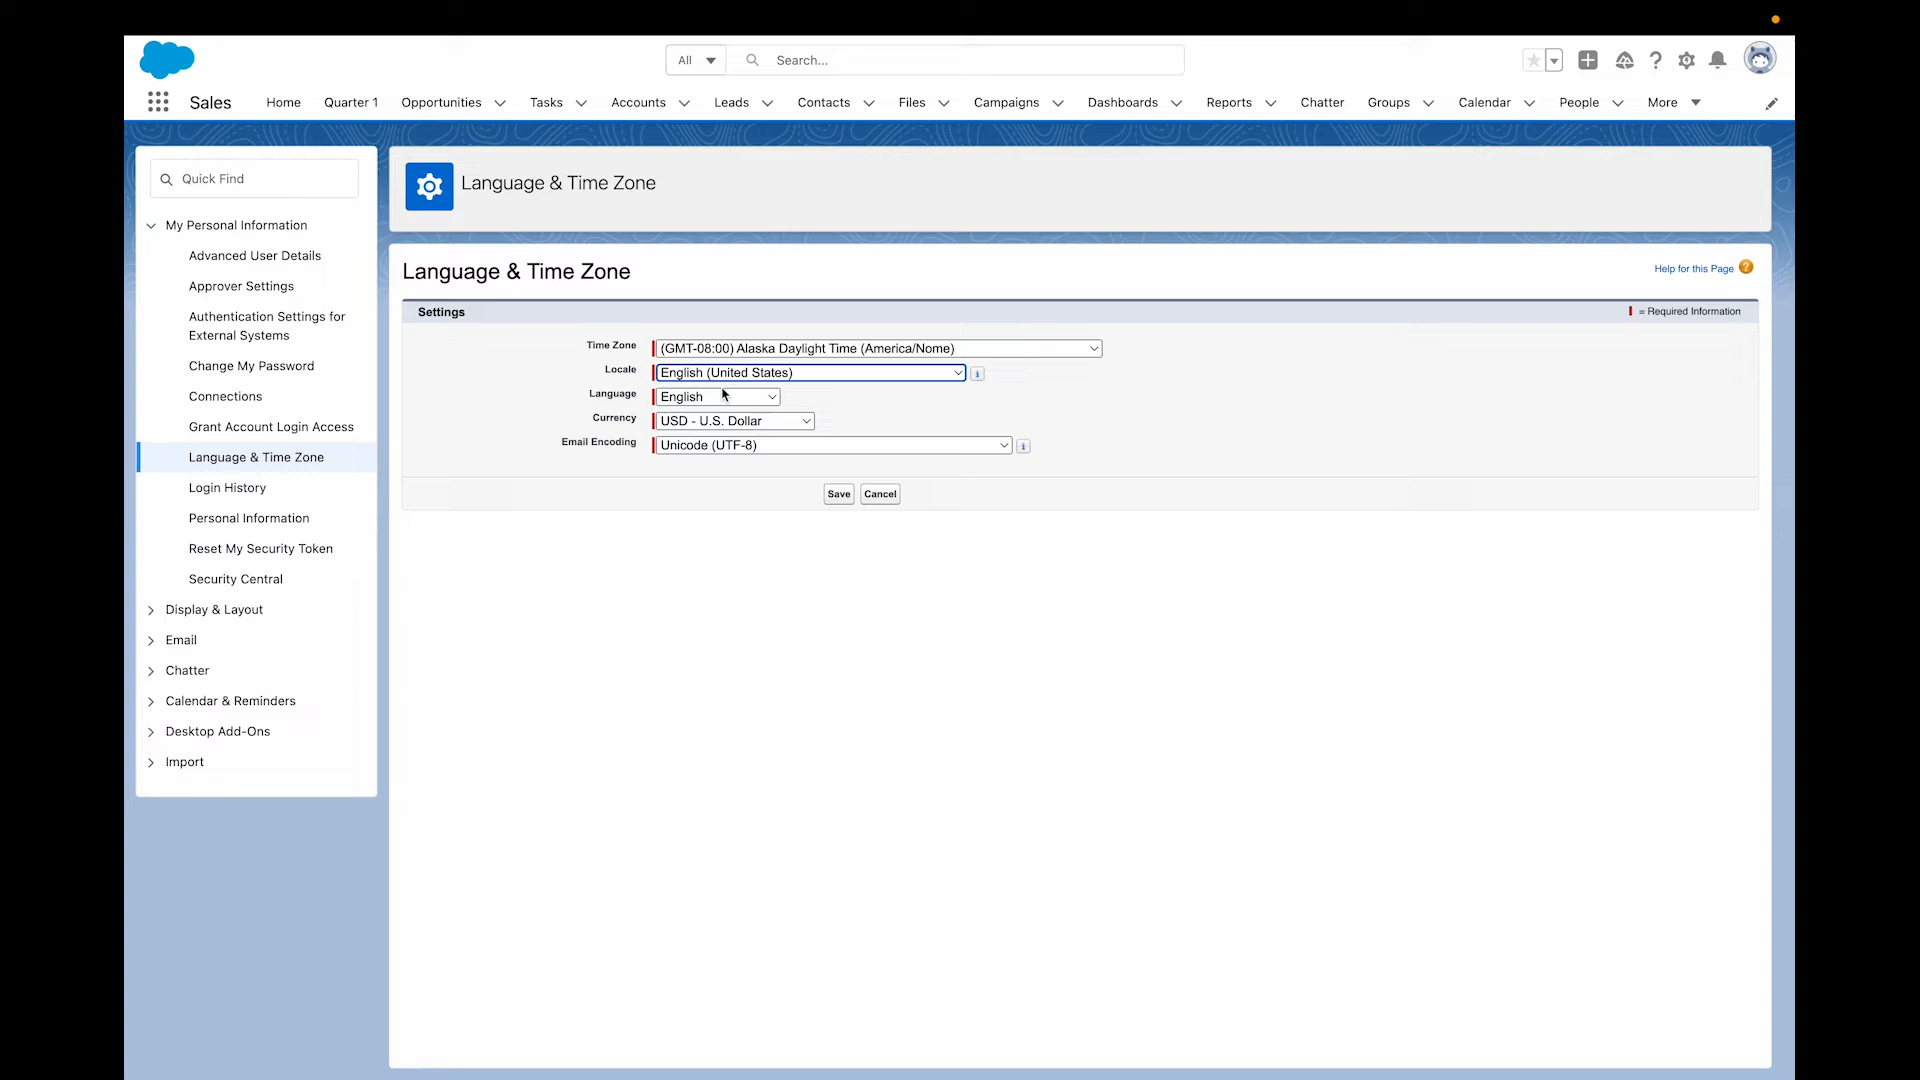 All
Search...
Sales
Home
Quarter 1
Opportunities
Tasks
Accounts
Leads
Contacts
Files
Campaigns
Dashboards
Reports
Chatter
Groups
Calendar
People
More
Quick Find
My Personal Information
Advanced User Details
Approver Settings
Authentication Settings for
External Systems
Change My Password
Connections
Grant Account Login Access
Language & Time Zone
Login History
Personal Information
Reset My Security Token
Security Central
Display & Layout
Email
Chatter
Calendar & Reminders
Desktop Add-Ons
Import
Language & Time Zone
Language & Time Zone
Help for this Page
Settings
= Required Information
Time Zone
(GMT-08:00) Alaska Daylight Time (America/Nome)
Locale
English (United States)
Language
English
Currency
USD - U.S. Dollar
Email Encoding
Unicode (UTF-8)
Save
Cancel